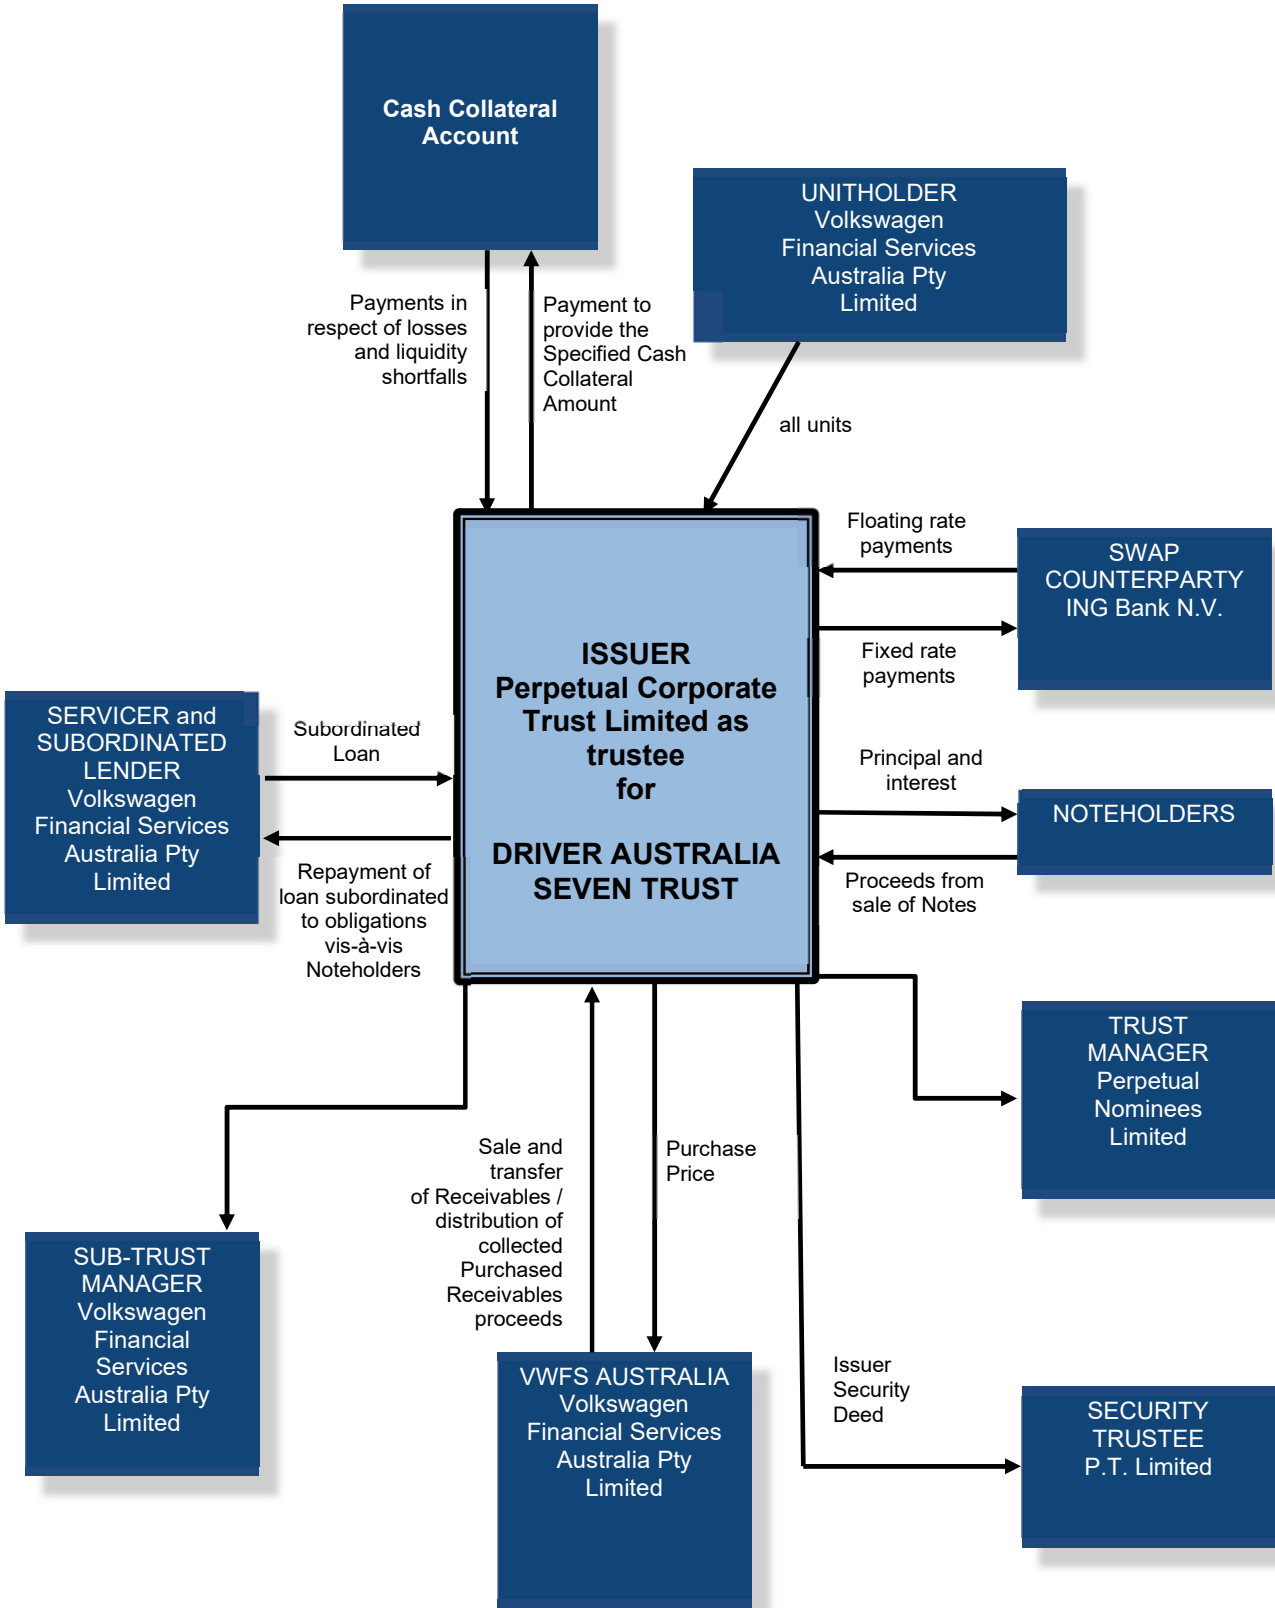 Cash Collateral
Account
UNITHOLDER
Volkswagen
Financial Services
Australia Pty
Limited
Payments in
respect of losses
and liquidity
shortfalls
Payment to
provide the
Specified Cash
Collateral
Amount
all units
Floating rate
payments
SWAP
COUNTERPARTY
ING Bank N.V.
Fixed rate
payments
ISSUER
Perpetual Corporate
Trust Limited as
trustee
for
DRIVER AUSTRALIA
SEVEN TRUST
SERVICER and
SUBORDINATED
LENDER
Volkswagen
Financial Services
Australia Pty
Limited
Subordinated
Loan
Repayment of
loan subordinated
to obligations
vis-à-vis
Noteholders
Principal and
interest
NOTEHOLDERS
Proceeds from
sale of Notes
TRUST
MANAGER
Perpetual
Nominees
Limited
Sale and
transfer
of Receivables /
distribution of
collected
Purchased
Receivables
proceeds
Purchase
Price
SUB-TRUST
MANAGER
Volkswagen
Financial
Services
Australia Pty
Limited
VWFS AUSTRALIA
Volkswagen
Financial Services
Australia Pty
Limited
Issuer
Security
Deed
SECURITY
TRUSTEE
P.T. Limited